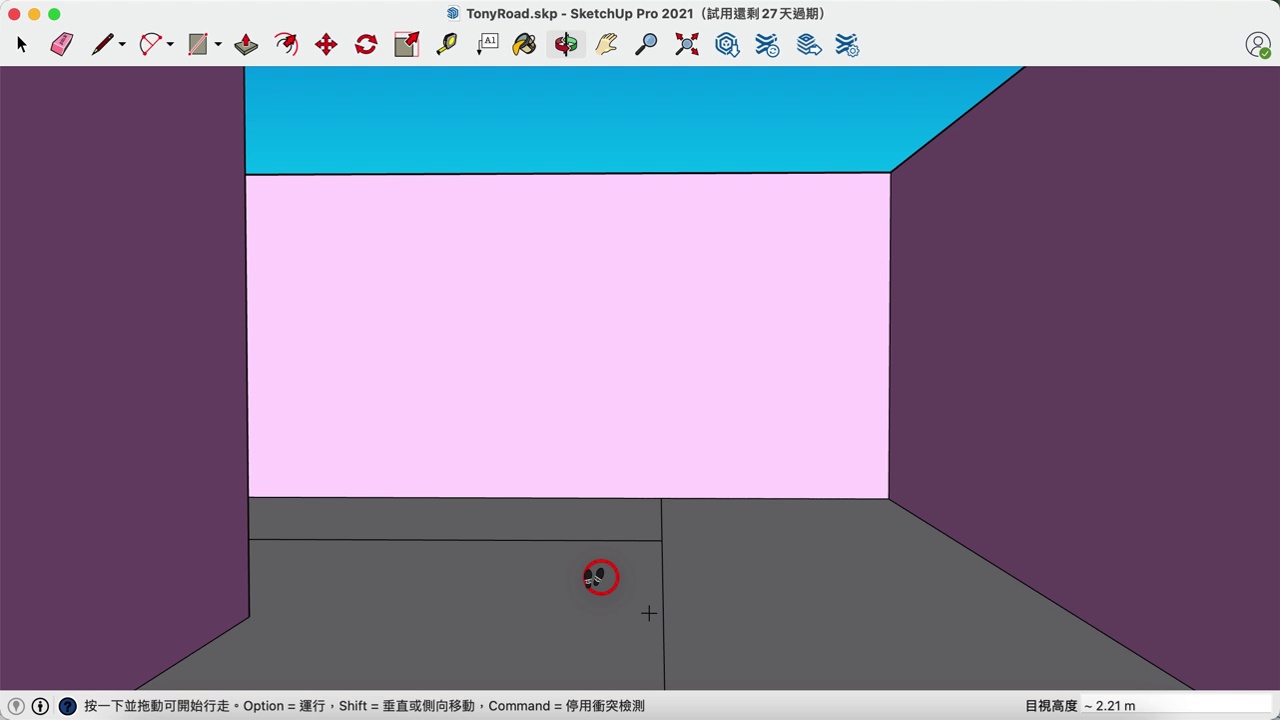 TonyRoad.skp - SketchUp Pro 2021（試用還剩 27 天過期）
A1
按一下並拖動可開始行走。Option = 運行，Shift = 垂直或側向移動，Command = 停用衝突檢測
目視高度 ~ 2.21 m